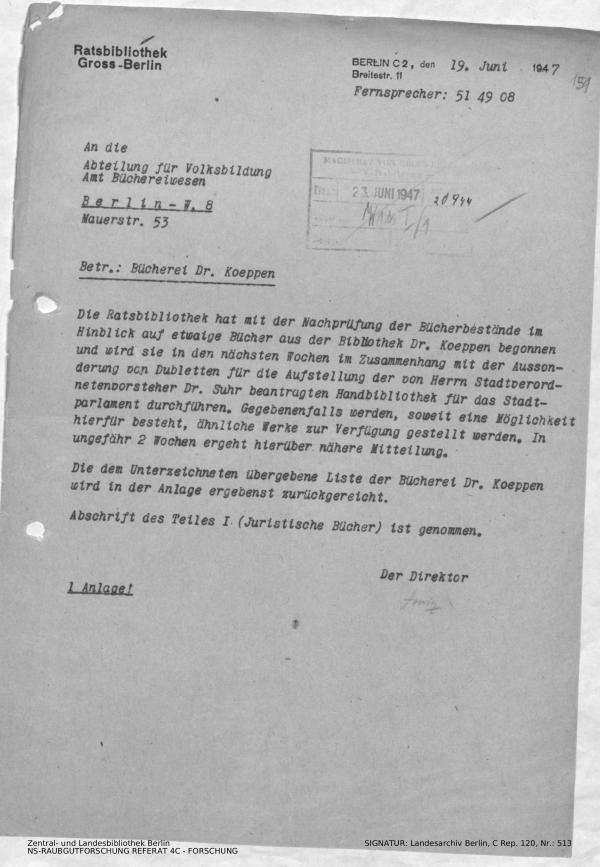 Ratsbibliothek
Gross-Berlin
BERLIN C 2, den 19. Juni 1947
Breitestr. 11
Fernsprecher: 51 49 08
An die
Abteilung für Volksbildung
Amt Büchereiwesen
Berlin - W. 8
Mauerstr. 53
23. JUNI 1947
20944
Betr.: Bücherei Dr. Koeppen
Die Ratsbibliothek hat mit der Nachprüfung der Bücherbestände im
Hinblick auf etwaige Bücher aus der Bibliothek Dr. Koeppen begonnen
und wird sie in den nächsten Wochen im Zusammenhang mit der Ausson-
derung von Dubletten für die Aufstellung der von Herrn Stadtverord-
netenvorsteher Dr. Suhr beantragten Handbibliothek für das Stadt-
parlament durchführen. Gegebenenfalls werden, soweit eine Möglichkeit
hierfür besteht, ähnliche Werke zur Verfügung gestellt werden. In
ungefähr 2 Wochen ergeht hierüber nähere Mitteilung.
Die dem Unterzeichneten übergebene Liste der Bücherei Dr. Koeppen
wird in der Anlage ergebenst zurückgereicht.
Abschrift des Teiles I (Juristische Bücher) ist genommen.
Der Direktor
1 Anlage!
Zentral- und Landesbibliothek Berlin
NS-RAUBGUTFORSCHUNG REFERAT 4C - FORSCHUNG
SIGNATUR: Landesarchiv Berlin, C Rep. 120, Nr.: 513